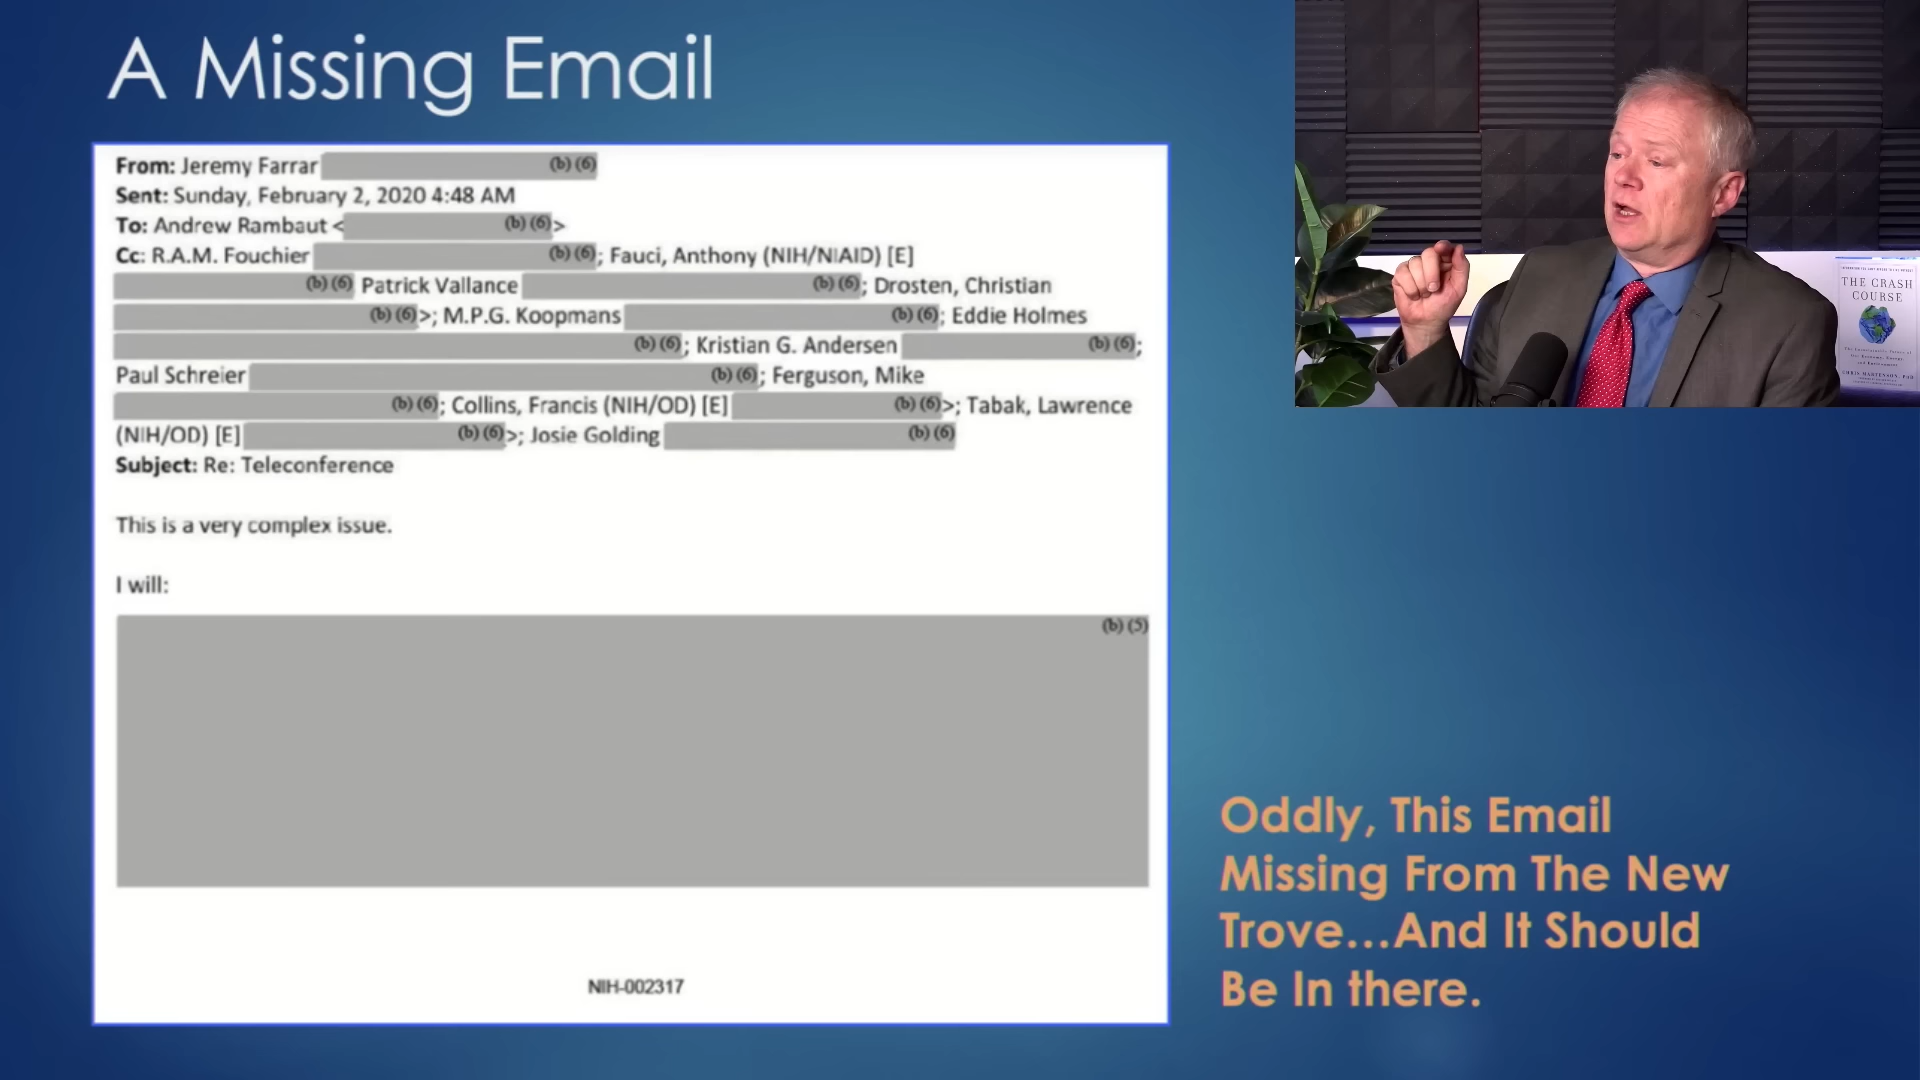 A Missing Email
From: Jeremy Farrar (b) (6)
Sent: Sunday, February 2, 2020 4:48 AM
To: Andrew Rambaut < (b) (6)>
Cc: R.A.M. Fouchier (b) (6); Fauci, Anthony (NIH/NIAID) [E]
(b) (6) Patrick Vallance (b) (6); Drosten, Christian
(b) (6)>; M.P.G. Koopmans (b) (6); Eddie Holmes
(b) (6); Kristian G. Andersen (b) (6);
Paul Schreier (b) (6); Ferguson, Mike
(b) (6); Collins, Francis (NIH/OD) [E] (b) (6)>; Tabak, Lawrence
(NIH/OD) [E] (b) (6)>; Josie Golding (b) (6)
Subject: Re: Teleconference
This is a very complex issue.
I will:
(b) (5)
NIH-002317
THE CRASH
COURSE
CHRIS MARTENSON, PHD
Oddly, This Email
Missing From The New
Trove...And It Should
Be In there.